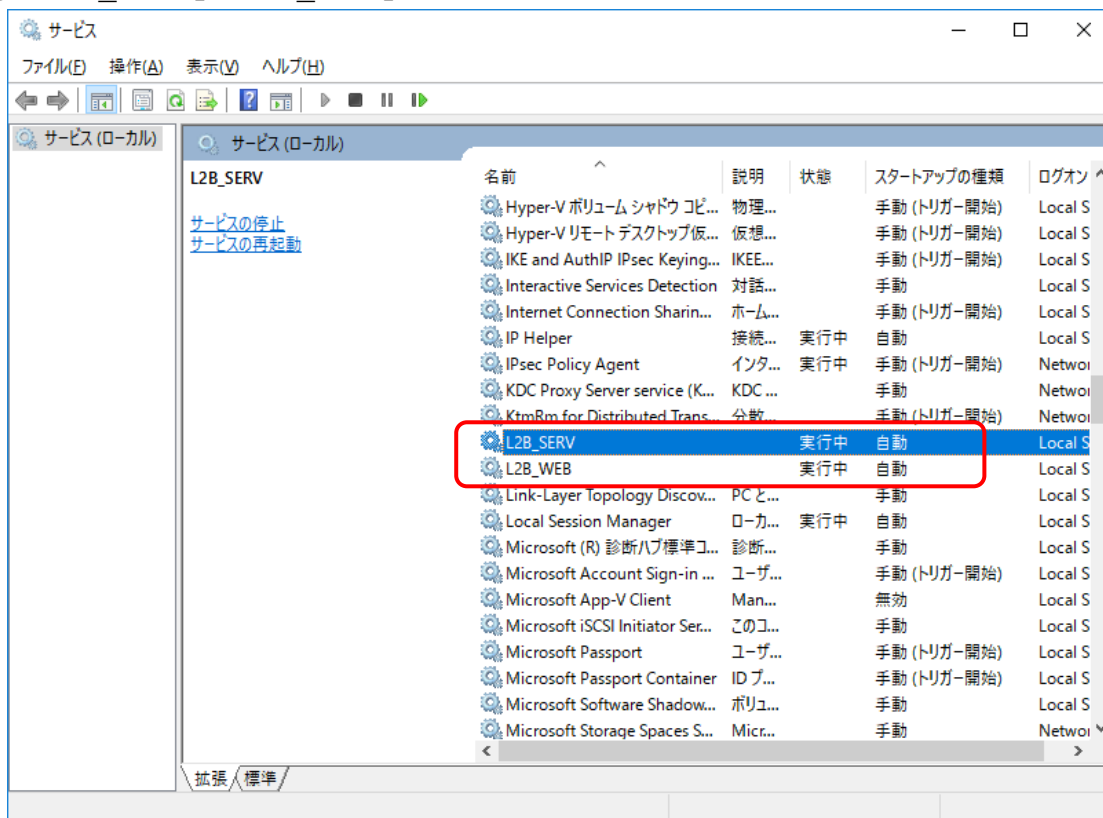 サービス
ファイル(F) 操作(A) 表示(V) ヘルプ(H)
サービス (ローカル)
サービス (ローカル)
L2B_SERV
サービスの停止
サービスの再起動
名前 説明 状態 スタートアップの種類 ログオン
Hyper-V ボリューム シャドウ コピ... 物理... 手動 (トリガー開始) Local S
Hyper-V リモート デスクトップ仮... 仮想... 手動 (トリガー開始) Local S
IKE and AuthIP IPsec Keying... IKEE... 手動 (トリガー開始) Local S
Interactive Services Detection 対話... 手動 Local S
Internet Connection Sharin... ホーム... 手動 (トリガー開始) Local S
IP Helper 接続... 実行中 自動 Local S
IPsec Policy Agent インタ... 実行中 手動 (トリガー開始) Networ
KDC Proxy Server service (K... KDC ... 手動 Networ
KtmRm for Distributed Trans... 分散... 手動 (トリガー開始) Networ
L2B_SERV 実行中 自動 Local S
L2B_WEB 実行中 自動 Local S
Link-Layer Topology Discov... PC と... 手動 Local S
Local Session Manager ローカ... 実行中 自動 Local S
Microsoft (R) 診断ハブ標準コ... 診断... 手動 Local S
Microsoft Account Sign-in ... ユーザ... 手動 (トリガー開始) Local S
Microsoft App-V Client Man... 無効 Local S
Microsoft iSCSI Initiator Ser... このコ... 手動 Local S
Microsoft Passport ユーザ... 手動 (トリガー開始) Local S
Microsoft Passport Container ID プ... 手動 (トリガー開始) Local S
Microsoft Software Shadow... ボリュ... 手動 Local S
Microsoft Storage Spaces S... Micr... 手動 Networ
拡張 標準